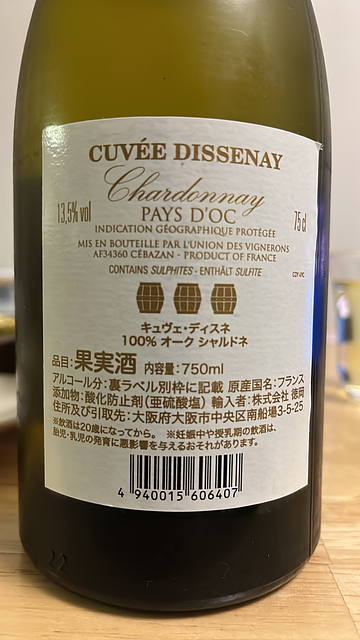 CUVÉE DISSENAY
Chardonnay
13,5% vol
PAYS D'OC
75 cl
INDICATION GÉOGRAPHIQUE PROTÉGÉE
MIS EN BOUTEILLE PAR L'UNION DES VIGNERONS
AF34360 CÉBAZAN - PRODUCT OF FRANCE
CONTAINS SULPHITES - ENTHÄLT SULFITE
キュヴェ・ディスネ
100% オーク シャルドネ
品目:果実酒 内容量:750ml
アルコール分:裏ラベル別枠に記載 原産国名:フランス
添加物:酸化防止剤(亜硫酸塩) 輸入者:株式会社 徳岡
住所及び引取先:大阪府大阪市中央区南船場3-5-25
※飲酒は20歳になってから。 ※妊娠中や授乳期の飲酒は、
胎児・乳児の発育に悪影響を与えるおそれがあります。
4 940015 606407
22